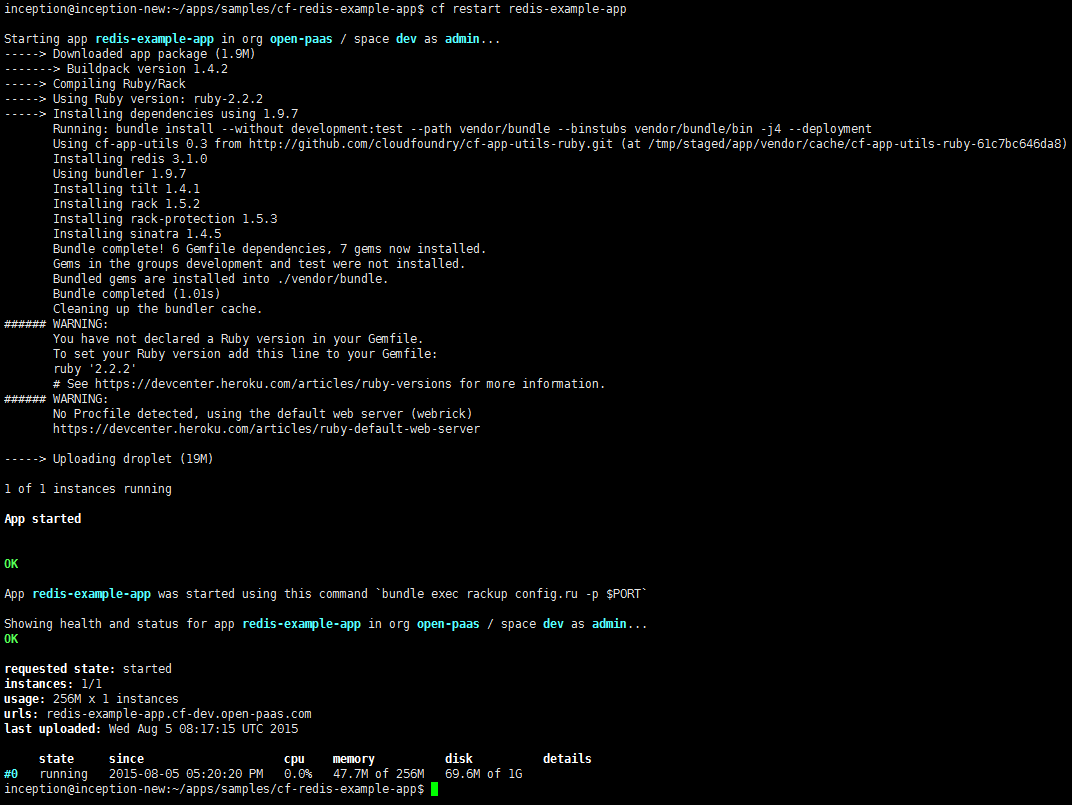 inception@inception-new:~/apps/samples/cf-redis-example-app$ cf restart redis-example-app
Starting app redis-example-app in org open-paas / space dev as admin...
-----> Downloaded app package (1.9M)
-------> Buildpack version 1.4.2
-----> Compiling Ruby/Rack
-----> Using Ruby version: ruby-2.2.2
-----> Installing dependencies using 1.9.7
Running: bundle install --without development:test --path vendor/bundle --binstubs vendor/bundle/bin -j4 --deployment
Using cf-app-utils 0.3 from http://github.com/cloudfoundry/cf-app-utils-ruby.git (at /tmp/staged/app/vendor/cache/cf-app-utils-ruby-61c7bc646da8)
Installing redis 3.1.0
Using bundler 1.9.7
Installing tilt 1.4.1
Installing rack 1.5.2
Installing rack-protection 1.5.3
Installing sinatra 1.4.5
Bundle complete! 6 Gemfile dependencies, 7 gems now installed.
Gems in the groups development and test were not installed.
Bundled gems are installed into ./vendor/bundle.
Bundle completed (1.01s)
Cleaning up the bundler cache.
###### WARNING:
You have not declared a Ruby version in your Gemfile.
To set your Ruby version add this line to your Gemfile:
ruby '2.2.2'
# See https://devcenter.heroku.com/articles/ruby-versions for more information.
###### WARNING:
No Procfile detected, using the default web server (webrick)
https://devcenter.heroku.com/articles/ruby-default-web-server
-----> Uploading droplet (19M)
1 of 1 instances running
App started
OK
App redis-example-app was started using this command `bundle exec rackup config.ru -p $PORT`
Showing health and status for app redis-example-app in org open-paas / space dev as admin...
OK
requested state: started
instances: 1/1
usage: 256M x 1 instances
urls: redis-example-app.cf-dev.open-paas.com
last uploaded: Wed Aug 5 08:17:15 UTC 2015
state since cpu memory disk details
#0 running 2015-08-05 05:20:20 PM 0.0% 47.7M of 256M 69.6M of 1G
inception@inception-new:~/apps/samples/cf-redis-example-app$